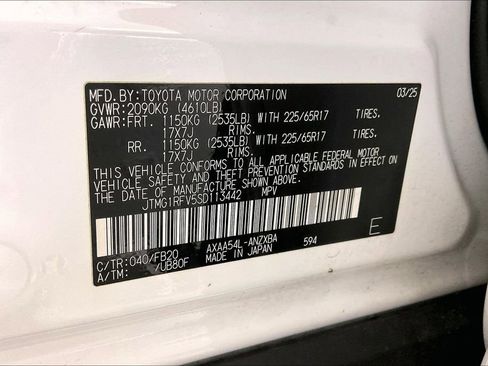 MFD.BY:TOYOTA MOTOR CORPORATION 03/25
GVWR:2090KG (4610LB)
GAWR:FRT. 1150KG (2535LB) WITH 225/65R17 TIRES.
17X7J RIMS.
RR. 1150KG (2535LB) WITH 225/65R17 TIRES.
17X7J RIMS.
THIS VEHICLE CONFORMS TO ALL APPLICABLE FEDERAL MOTOR
VEHICLE SAFETY AND THEFT PREVENTION STANDARDS IN EFFECT ON
THE DATE OF MANUFACTURE SHOWN ABOVE.
JTMG1RFV5SD113442 MPV
C/TR:040/FB20 AXAA54L-ANZXBA 594 E
A/TM: /UB80F MADE IN JAPAN